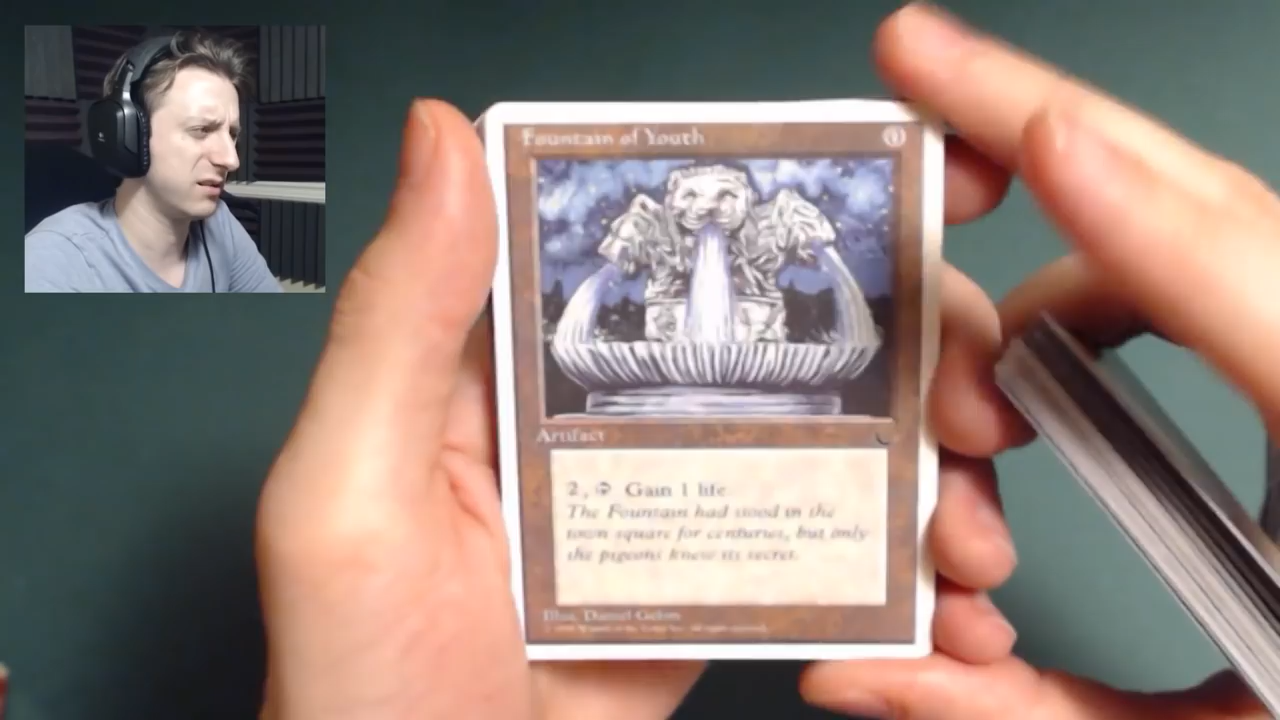 Fountain of Youth
Artifact
2, Gain 1 life
The Fountain had stood in the
town square for centuries, but only
the pigeons knew its secret.
Illus. Daniel Gelon